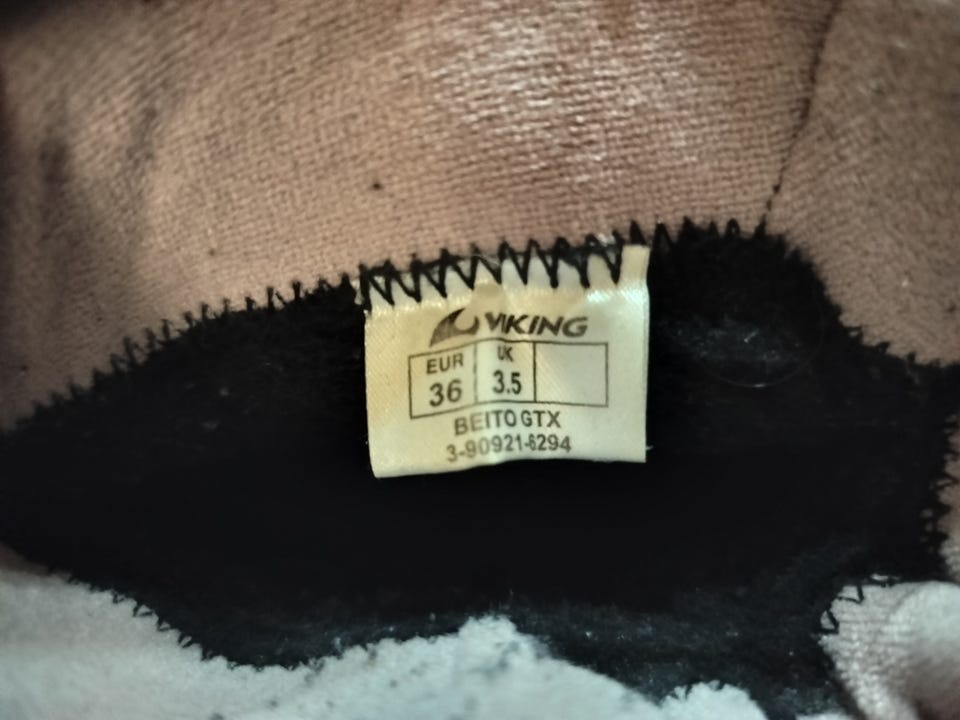 VIKING
EUR UK
36 3.5
BEITO GTX
3-90921-6294